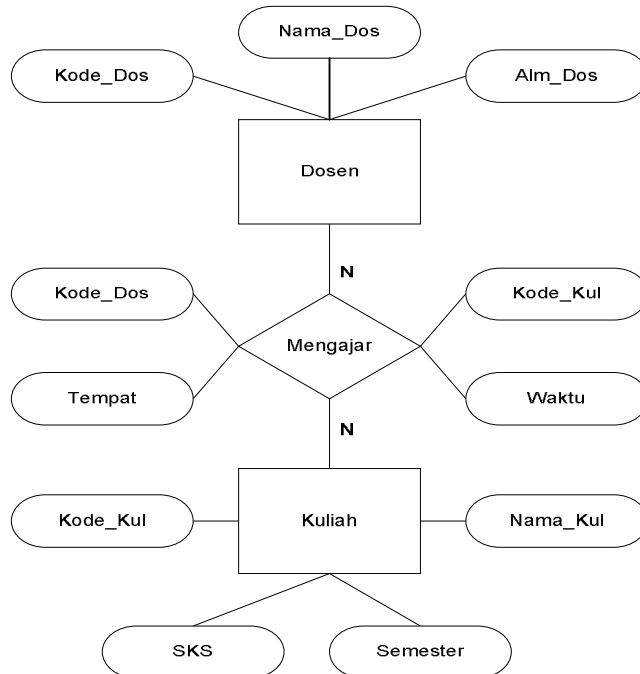 Nama_Dos
Kode_Dos
Alm_Dos
Dosen
N
Kode_Dos
Kode_Kul
Mengajar
Tempat
Waktu
N
Kode_Kul
Kuliah
Nama_Kul
SKS
Semester